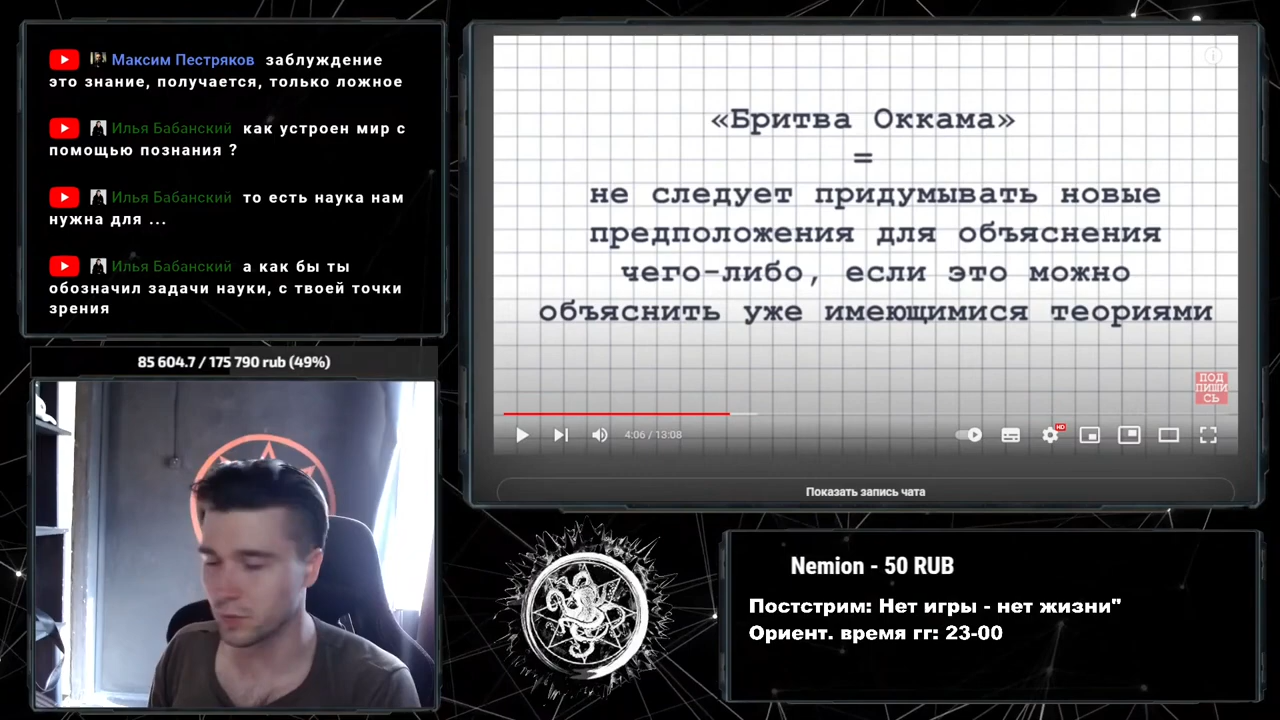 Максим Пестряков заблуждение
это знание, получается, только ложное
Илья Бабанский как устроен мир с
помощью познания ?
Илья Бабанский то есть наука нам
нужна для ...
Илья Бабанский а как бы ты
обозначил задачи науки, с твоей точки
зрения
85 604.7 / 175 790 rub (49%)
«Бритва Оккама»
=
не следует придумывать новые
предположения для объяснения
чего-либо, если это можно
объяснить уже имеющимися теориями
ПОД
ПИШИ
СЬ
4:06 / 13:08
HD
Показать запись чата
Nemion - 50 RUB
Постстрим: Нет игры - нет жизни"
Ориент. время гг: 23-00